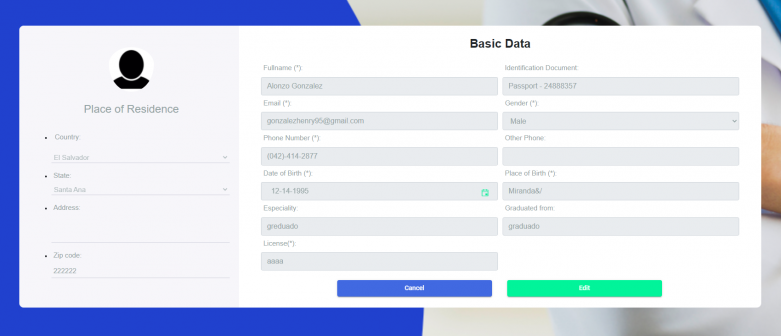 Basic Data
Place of Residence
Country:
El Salvador
State:
Santa Ana
Address:
Zip code:
222222
Fullname (*):
Alonzo Gonzalez
Identification Document:
Passport - 24888357
Email (*):
gonzalezhenry95@gmail.com
Gender (*)
Male
Phone Number (*):
(042)-414-2877
Other Phone:
Date of Birth (*):
12-14-1995
Place of Birth (*):
Miranda&/
Especiality:
greduado
Graduated from:
graduado
License(*):
aaaa
Cancel
Edit